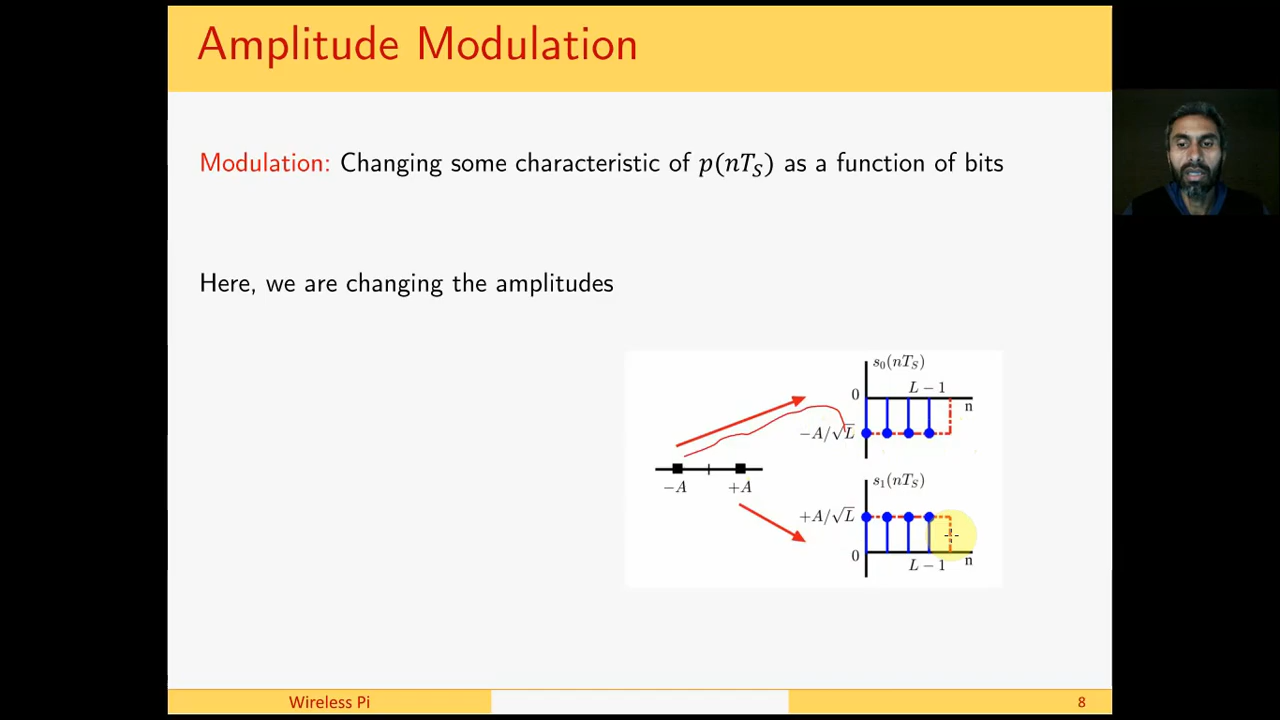 Amplitude Modulation
Modulation: Changing some characteristic of p(nT_S) as a function of bits
Here, we are changing the amplitudes
s_0(nT_S)
0
L − 1
n
−A/√L
−A
+A
s_1(nT_S)
+A/√L
0
L − 1
n
Wireless Pi
8